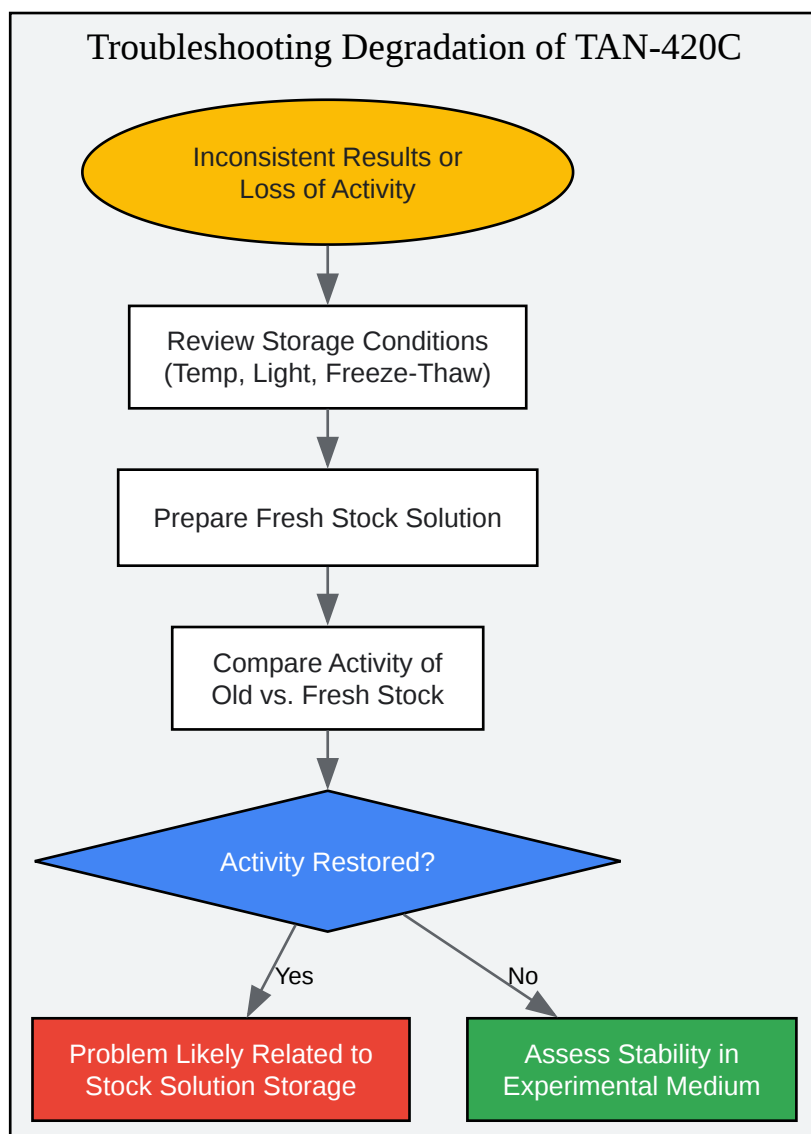 Troubleshooting Degradation of TAN-420C
Inconsistent Results or
Loss of Activity
Review Storage Conditions
(Temp, Light, Freeze-Thaw)
Prepare Fresh Stock Solution
Compare Activity of
Old vs. Fresh Stock
Activity Restored?
Yes
No
Problem Likely Related to
Stock Solution Storage
Assess Stability in
Experimental Medium